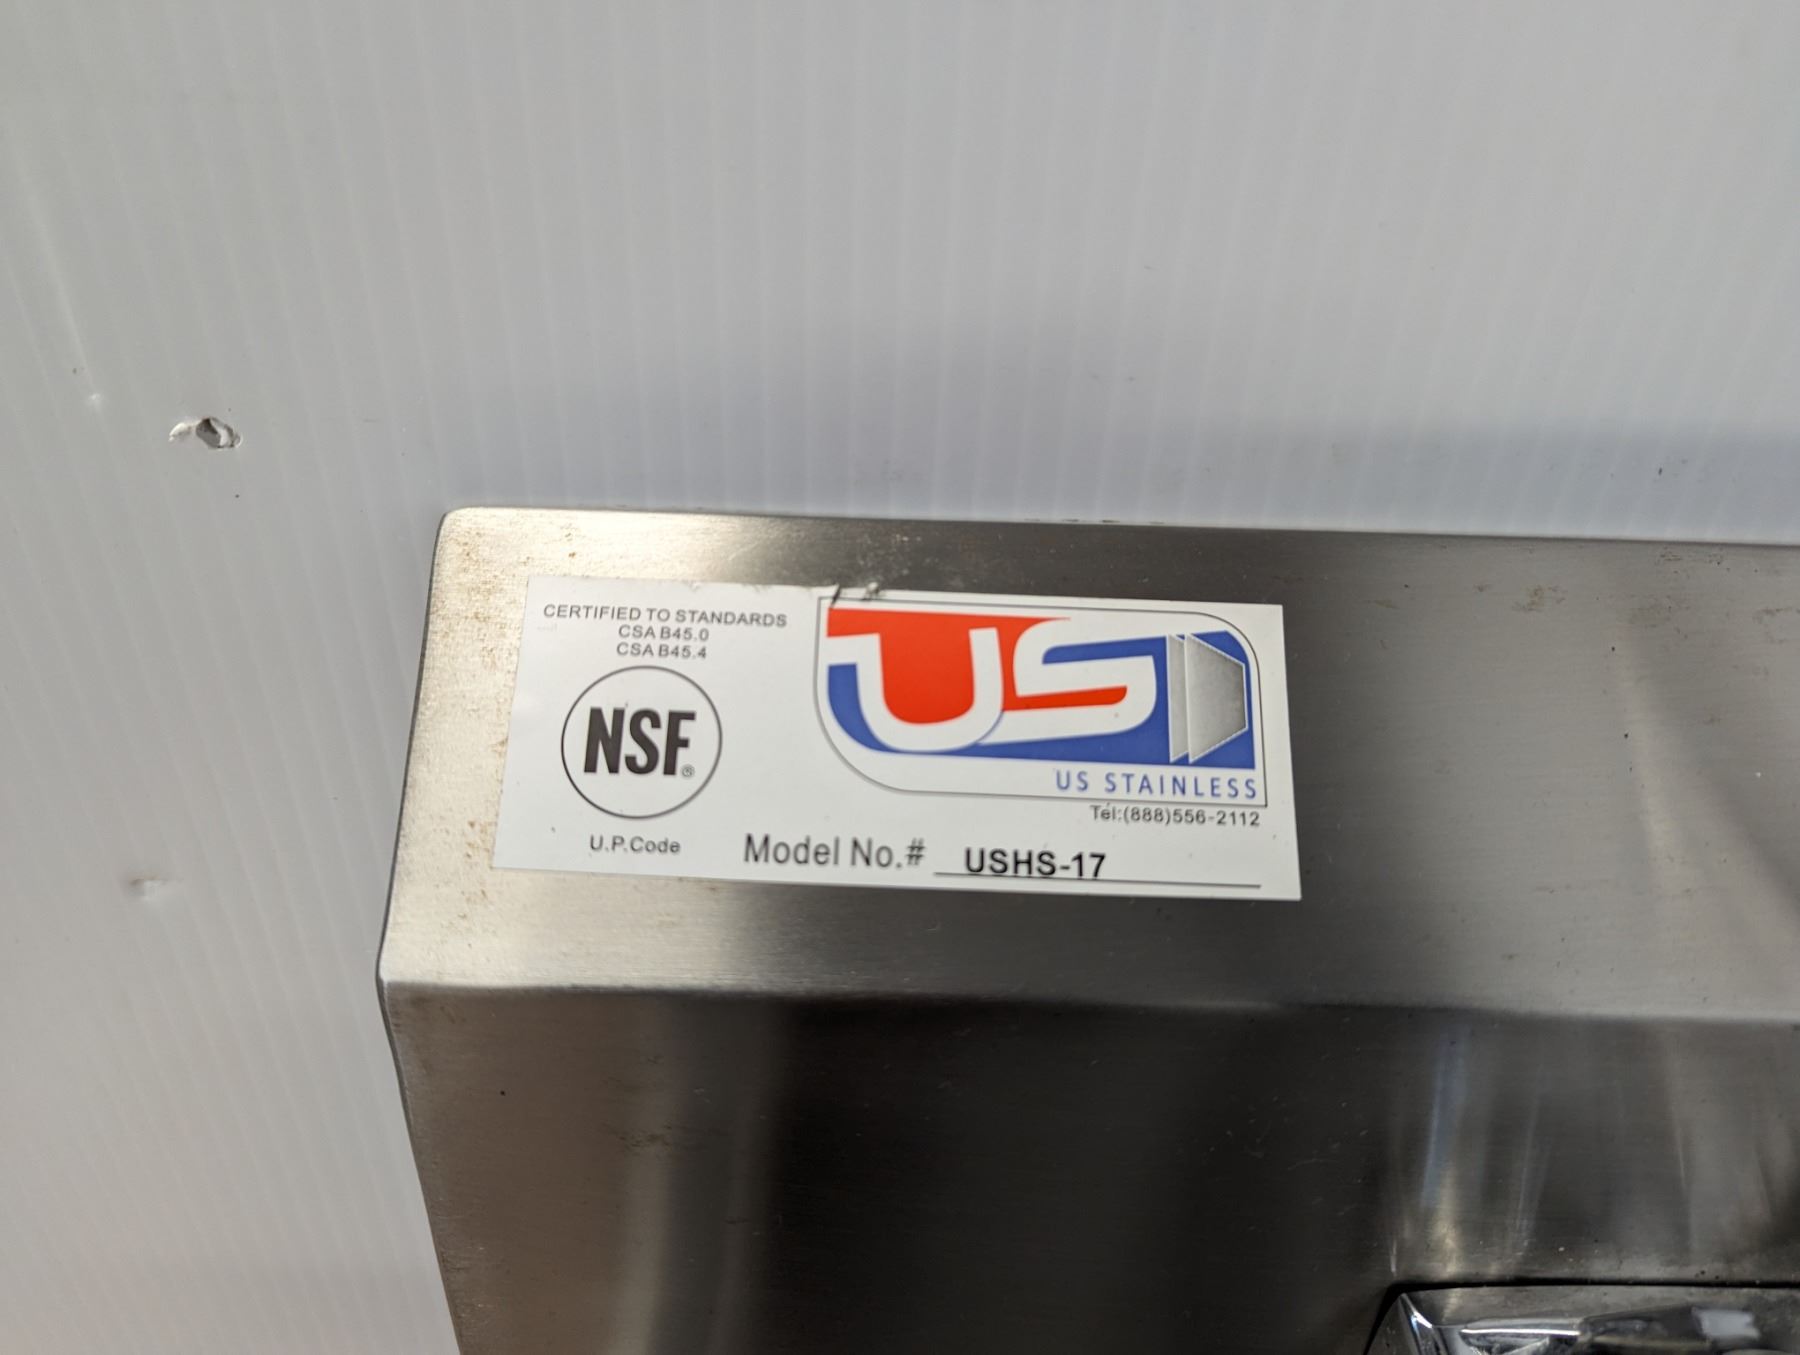 CERTIFIED TO STANDARDS
CSA B45.0
CSA B45.4
NSF®
U.P.Code
US
US STAINLESS
Tel:(888)556-2112
Model No.# USHS-17